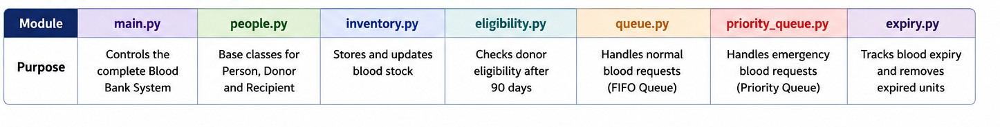 Module main.py people.py inventory.py eligibility.py queue.py priority_queue.py expiry.py
Purpose
Controls the
complete Blood
Bank System
Base classes for
Person, Donor
and Recipient
Stores and updates
blood stock
Checks donor
eligibility after
90 days
Handles normal
blood requests
(FIFO Queue)
Handles emergency
blood requests
(Priority Queue)
Tracks blood expiry
and removes
expired units